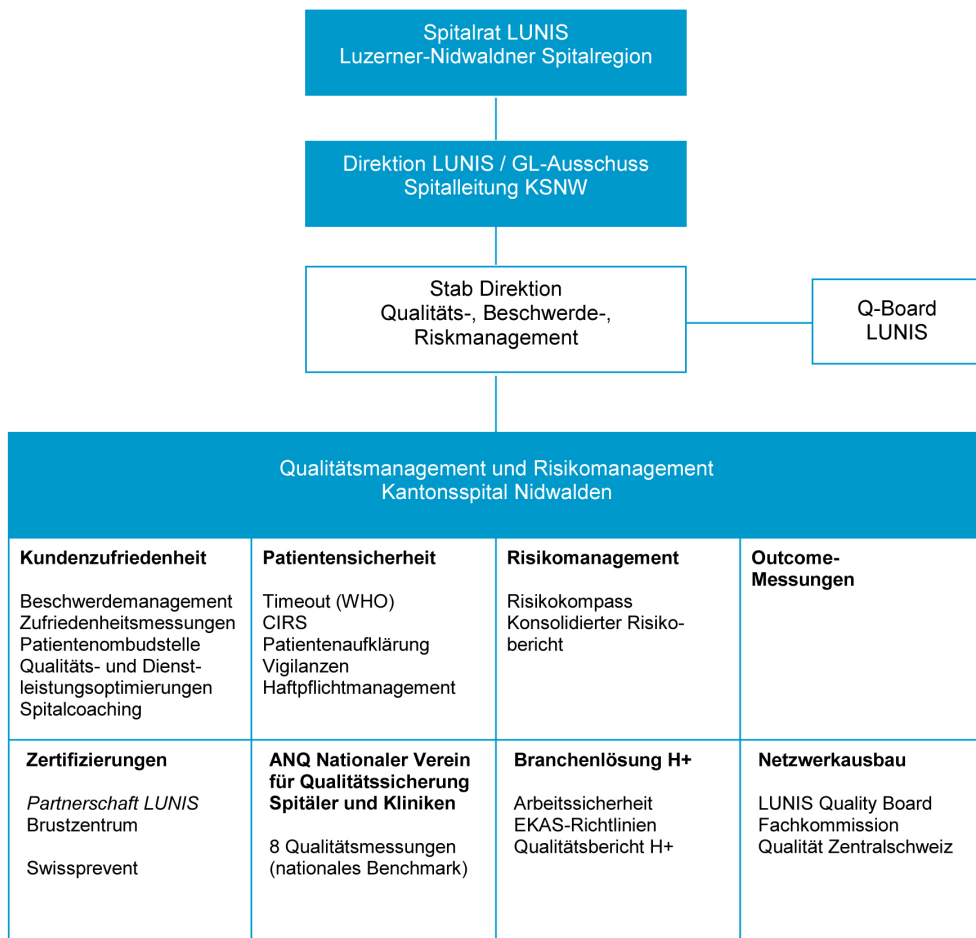 Spitalrat LUNIS
Luzerner-Nidwaldner Spitalregion
Direktion LUNIS / GL-Ausschuss
Spitalleitung KSNW
Stab Direktion
Qualitäts-, Beschwerde-,
Riskmanagement
Q-Board
LUNIS
Qualitätsmanagement und Risikomanagement
Kantonsspital Nidwalden
Kundenzufriedenheit
Beschwerdemanagement
Zufriedenheitsmessungen
Patientenombudstelle
Qualitäts- und Dienst-
leistungsoptimierungen
Spitalcoaching
Patientensicherheit
Timeout (WHO)
CIRS
Patientenaufklärung
Vigilanzen
Haftpflichtmanagement
Risikomanagement
Risikokompass
Konsolidierter Risiko-
bericht
Outcome-
Messungen
Zertifizierungen
Partnerschaft LUNIS
Brustzentrum
Swissprevent
ANQ Nationaler Verein
für Qualitätssicherung
Spitäler und Kliniken
8 Qualitätsmessungen
(nationales Benchmark)
Branchenlösung H+
Arbeitssicherheit
EKAS-Richtlinien
Qualitätsbericht H+
Netzwerkausbau
LUNIS Quality Board
Fachkommission
Qualität Zentralschweiz